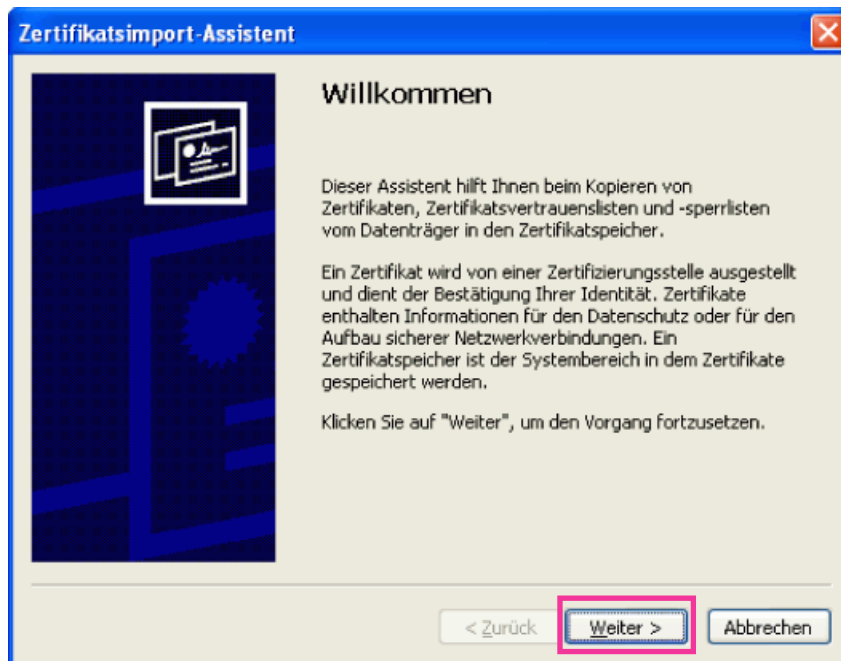 Zertifikatsimport-Assistent
Willkommen
Dieser Assistent hilft Ihnen beim Kopieren von
Zertifikaten, Zertifikatsvertrauenslisten und -sperrlisten
vom Datenträger in den Zertifikatspeicher.
Ein Zertifikat wird von einer Zertifizierungsstelle ausgestellt
und dient der Bestätigung Ihrer Identität. Zertifikate
enthalten Informationen für den Datenschutz oder für den
Aufbau sicherer Netzwerkverbindungen. Ein
Zertifikatspeicher ist der Systembereich in dem Zertifikate
gespeichert werden.
Klicken Sie auf "Weiter", um den Vorgang fortzusetzen.
< Zurück Weiter > Abbrechen